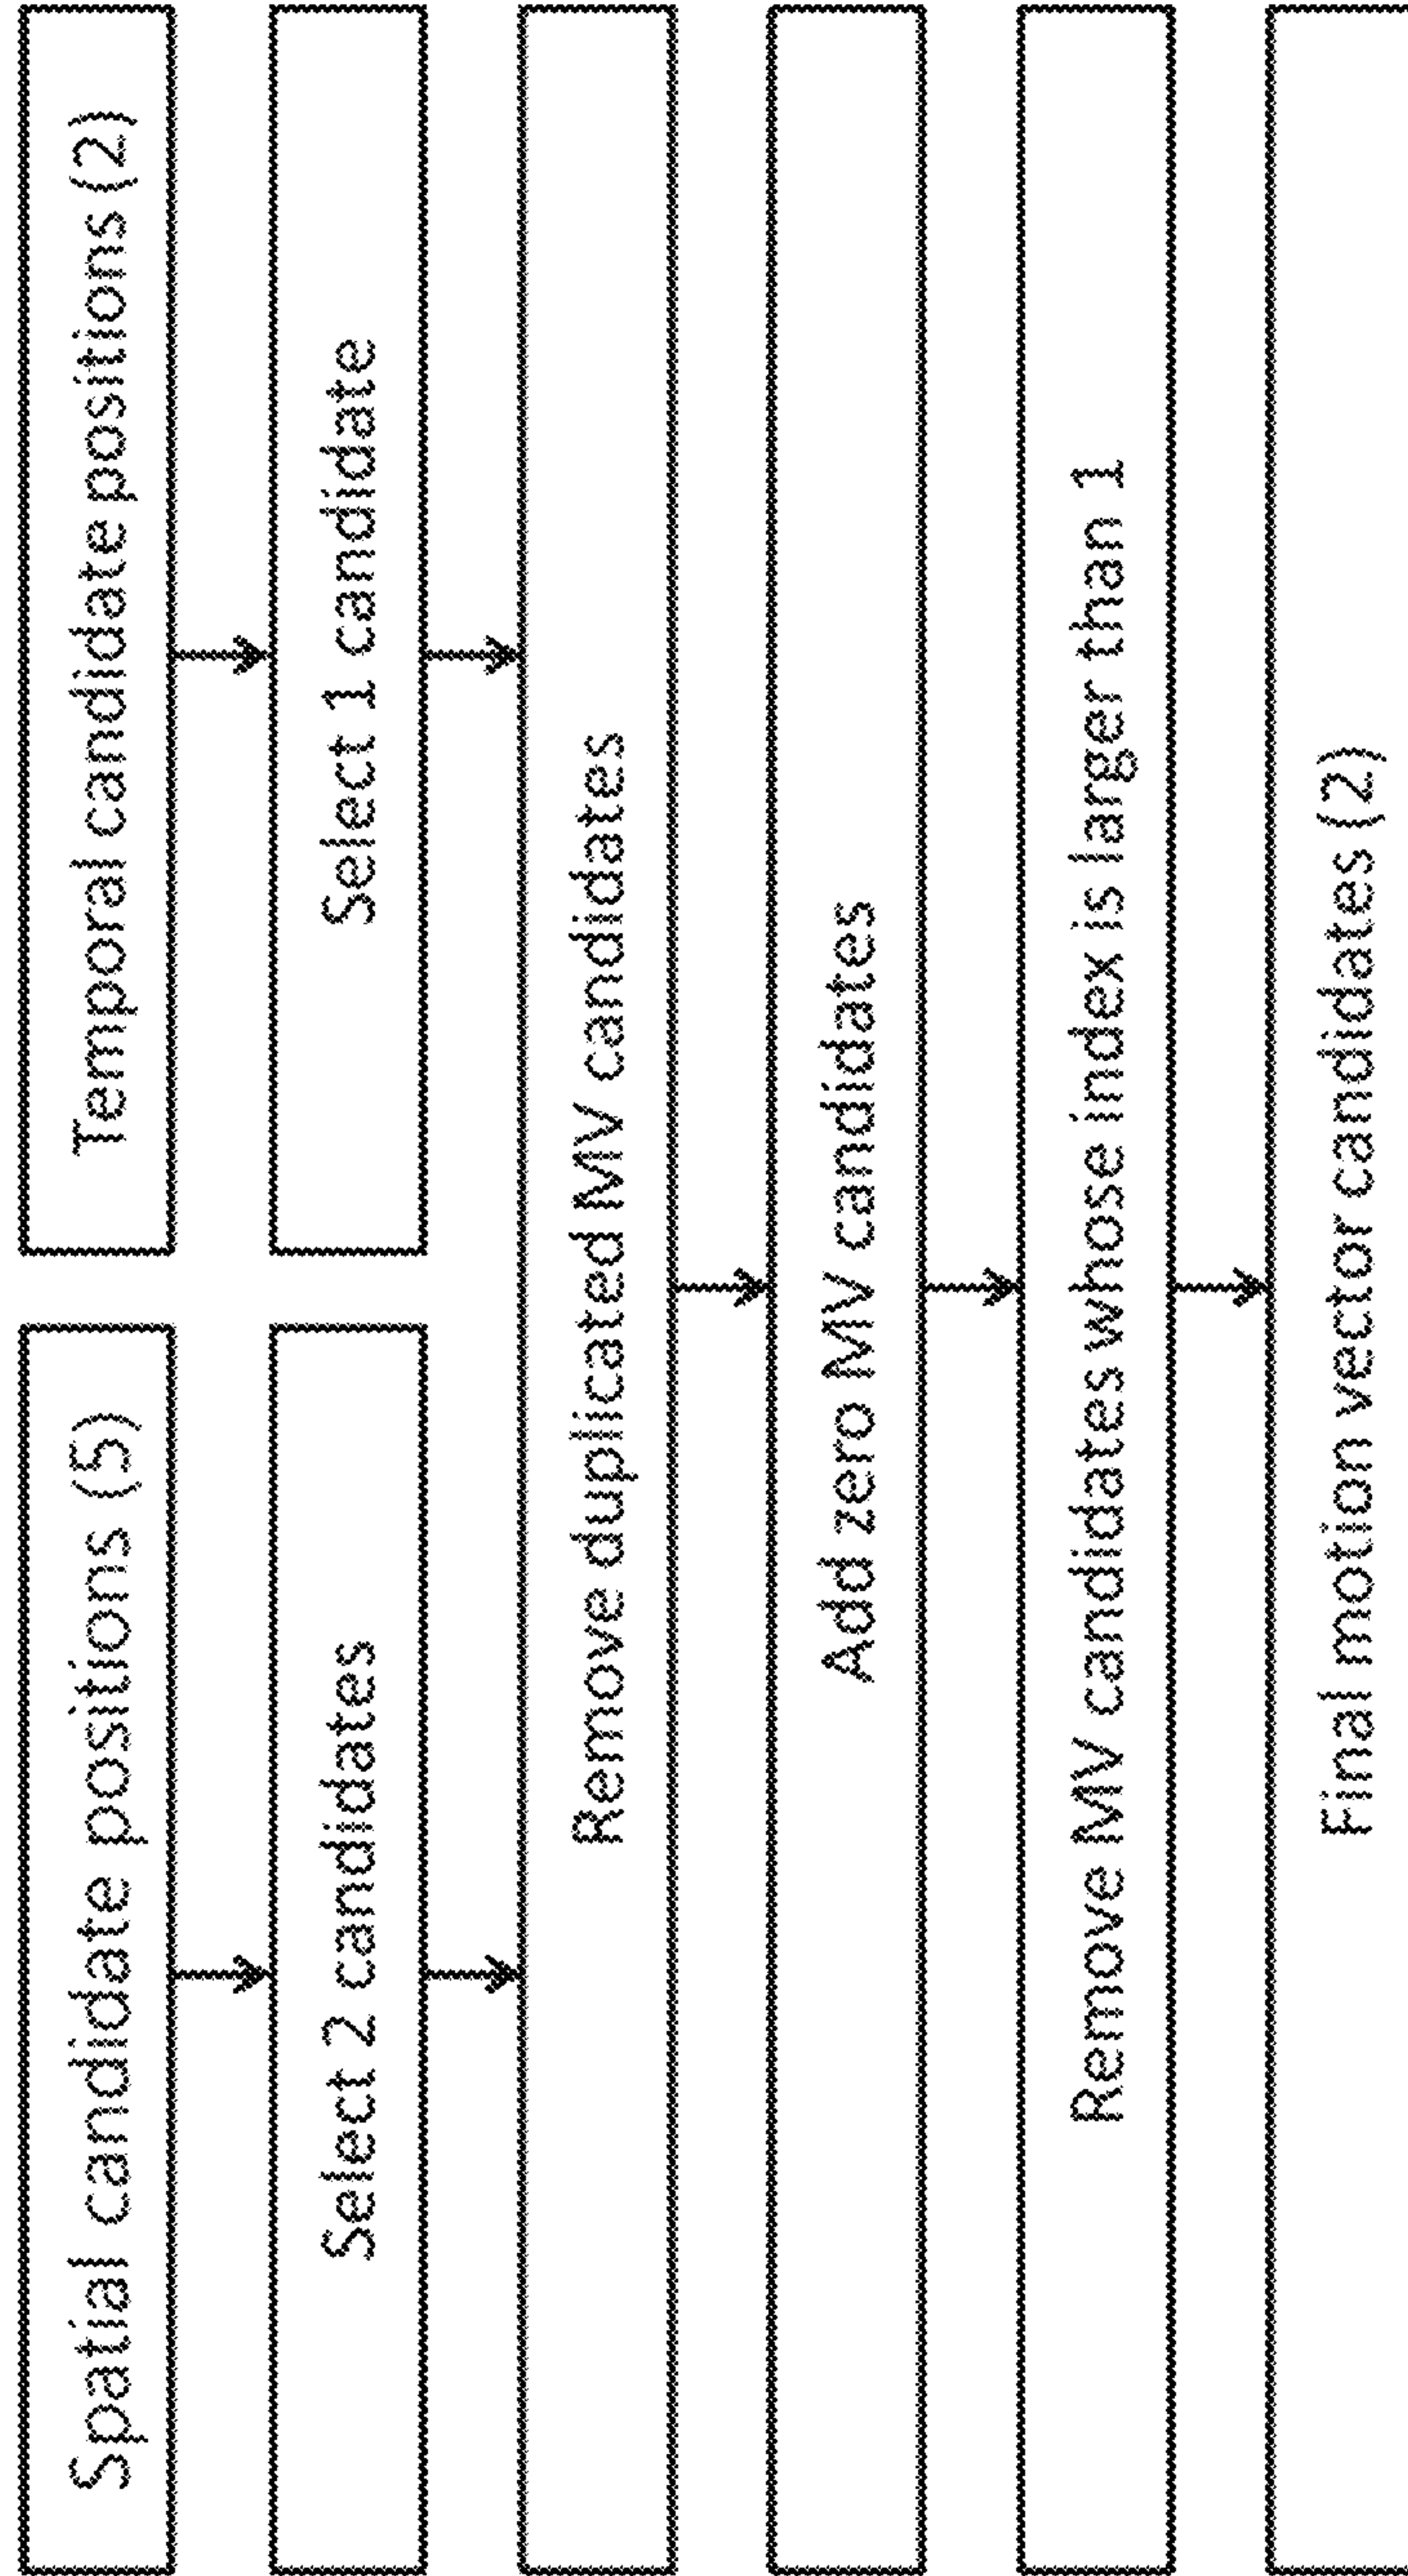 Spatial candidate positions (5)
Temporal candidate positions (2)
Select 2 candidates
Select 1 candidate
Remove duplicated MV candidates
Add zero MV candidates
Remove MV candidates whose index is larger than 1
Final motion vector candidates (2)